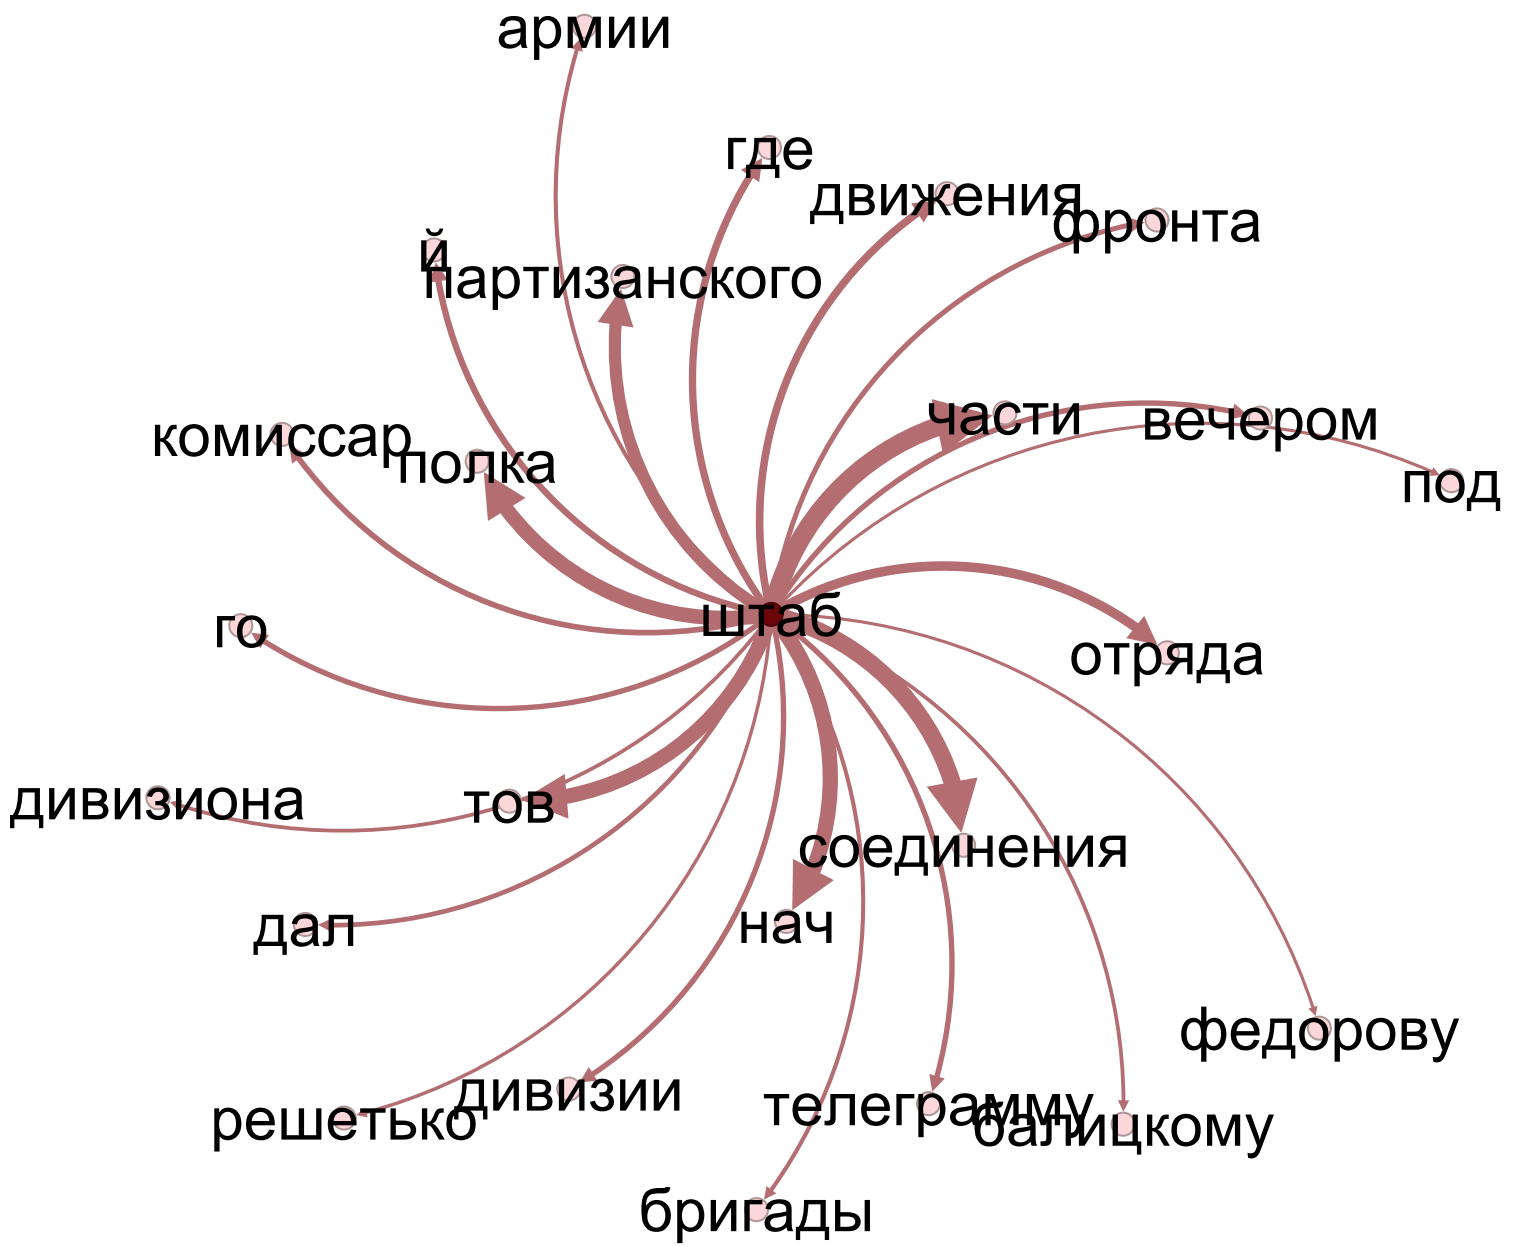 армии
где
движения
фронта
й
партизанского
части
вечером
комиссар
полка
под
штаб
го
отряда
дивизиона
тов
соединения
дал
нач
федорову
решетько
дивизии
телеграмму
балицкому
бригады